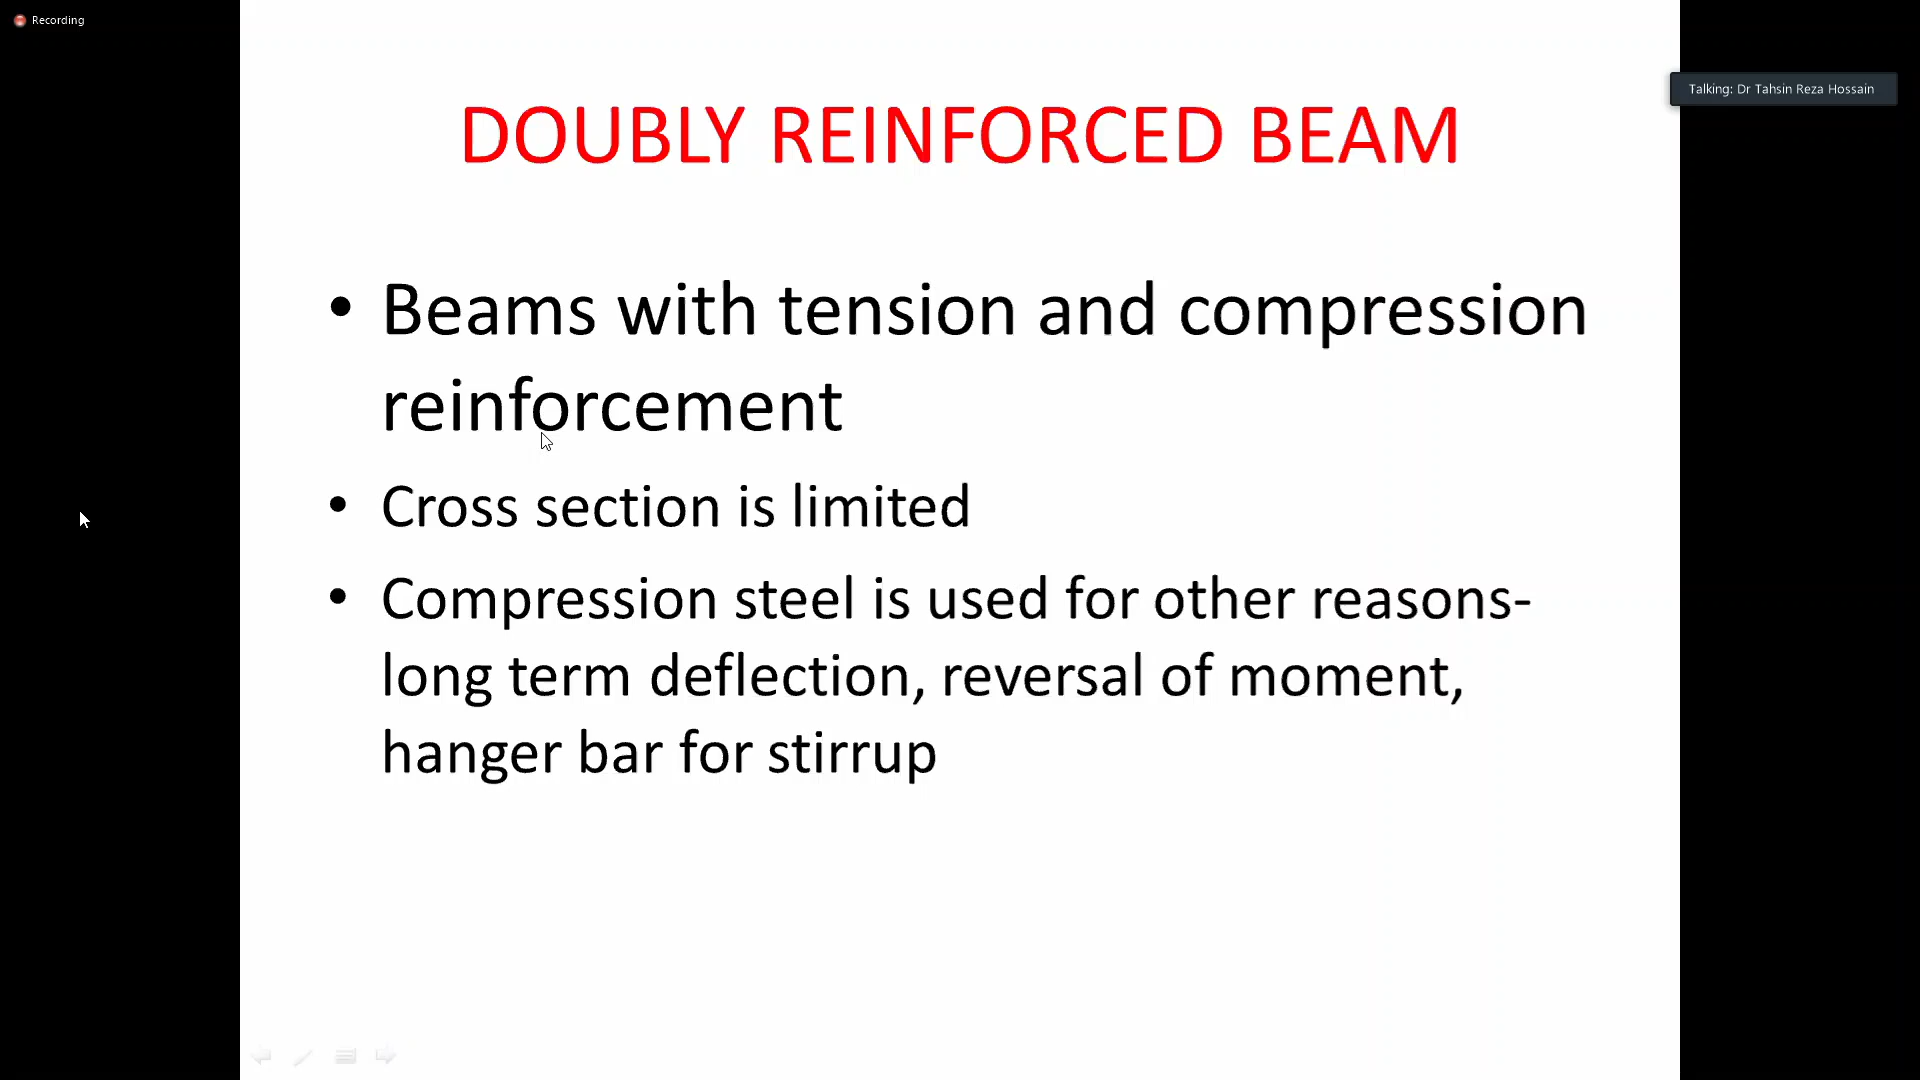 Recording
Talking: Dr Tahsin Reza Hossain
DOUBLY REINFORCED BEAM
• Beams with tension and compression
reinforcement
• Cross section is limited
• Compression steel is used for other reasons-
long term deflection, reversal of moment,
hanger bar for stirrup